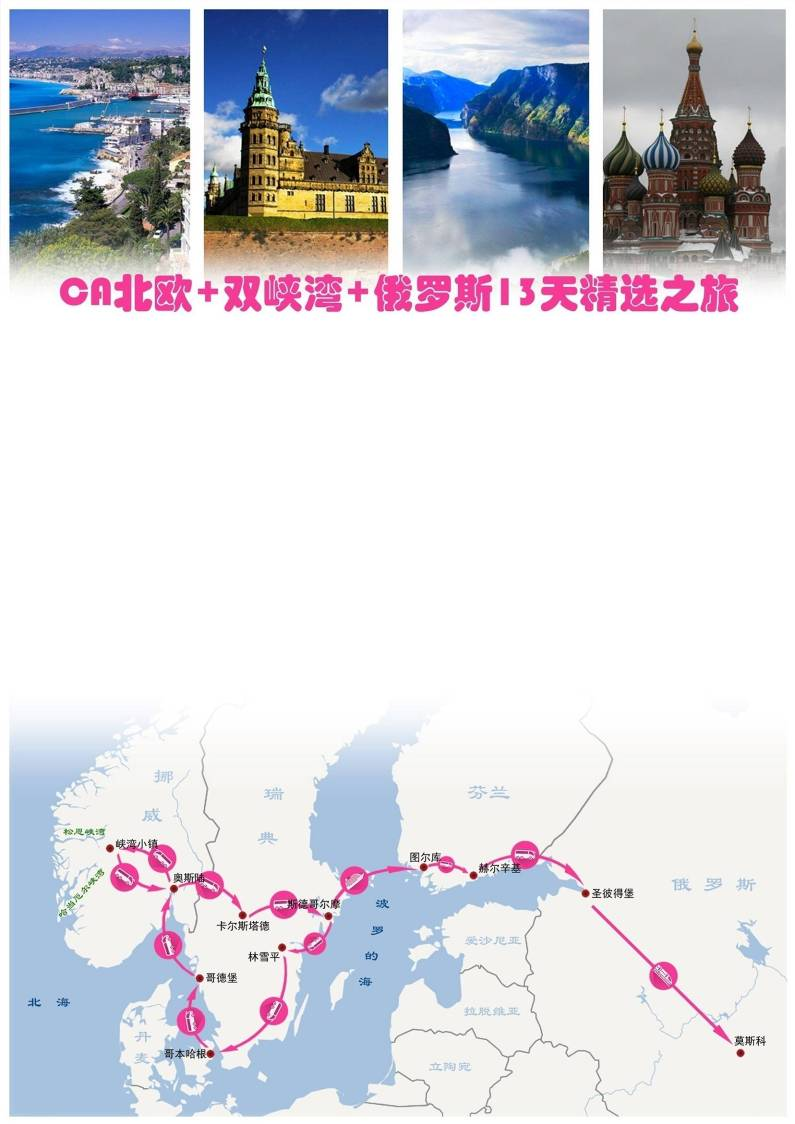 CA北欧+双峡湾+俄罗斯13天精选之旅
挪威
瑞典
芬兰
松恩峡湾
峡湾小镇
哈当厄尔峡湾
奥斯陆
卡尔斯塔德
斯德哥尔摩
图尔库
赫尔辛基
圣彼得堡
俄罗斯
波罗的海
爱沙尼亚
林雪平
哥德堡
北海
拉脱维亚
丹麦
哥本哈根
立陶宛
莫斯科